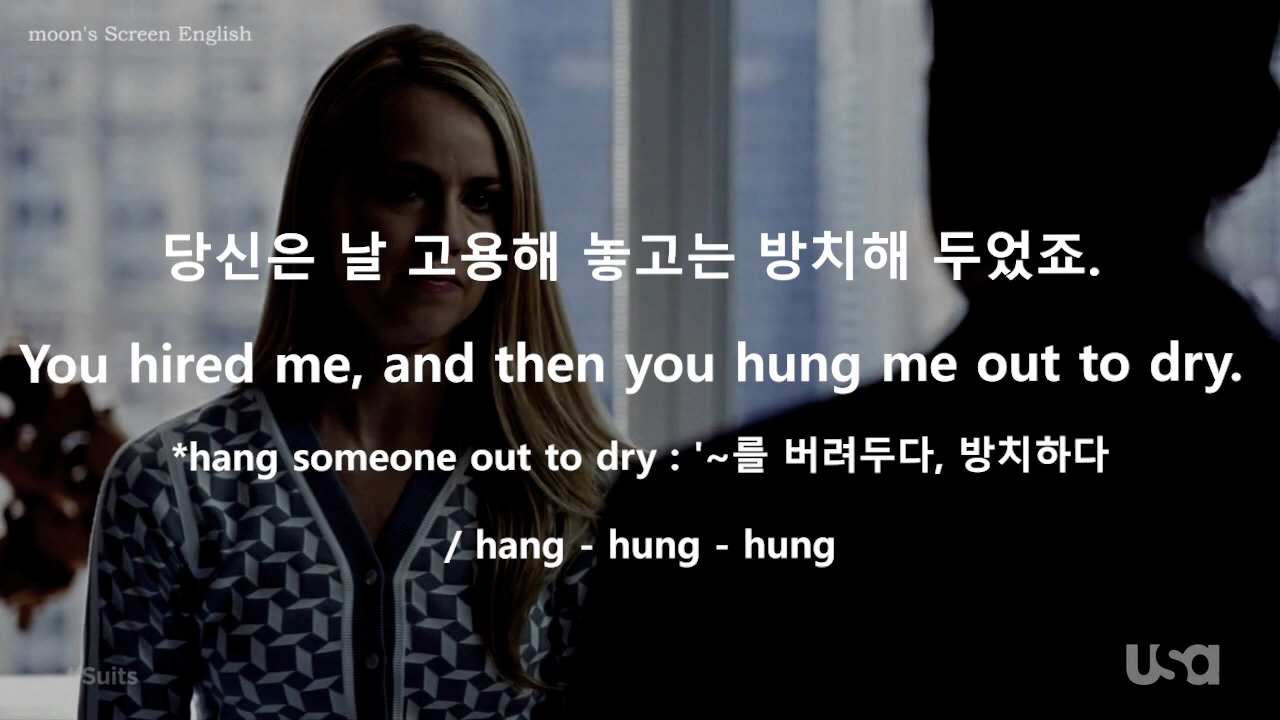 moon's Screen English
당신은 날 고용해 놓고는 방치해 두었죠.
You hired me, and then you hung me out to dry.
*hang someone out to dry : '~를 버려두다, 방치하다
/ hang - hung - hung
#Suits
usa